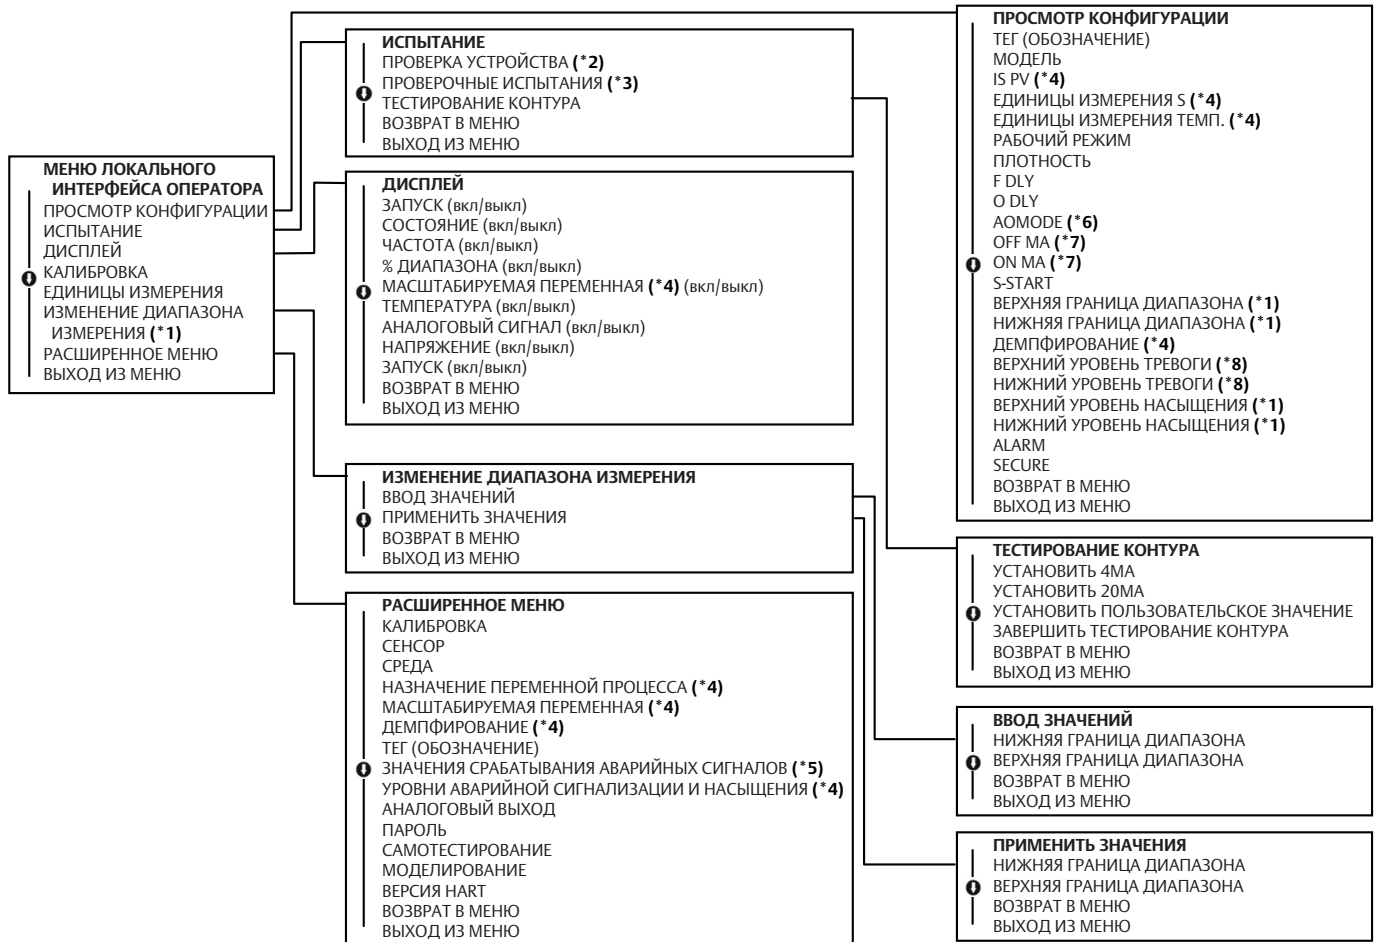 МЕНЮ ЛОКАЛЬНОГО
ИНТЕРФЕЙСА ОПЕРАТОРА
ПРОСМОТР КОНФИГУРАЦИИ
ИСПЫТАНИЕ
ДИСПЛЕЙ
КАЛИБРОВКА
ЕДИНИЦЫ ИЗМЕРЕНИЯ
ИЗМЕНЕНИЕ ДИАПАЗОНА
ИЗМЕРЕНИЯ (*1)
РАСШИРЕННОЕ МЕНЮ
ВЫХОД ИЗ МЕНЮ
ИСПЫТАНИЕ
ПРОВЕРКА УСТРОЙСТВА (*2)
ПРОВЕРОЧНЫЕ ИСПЫТАНИЯ (*3)
ТЕСТИРОВАНИЕ КОНТУРА
ВОЗВРАТ В МЕНЮ
ВЫХОД ИЗ МЕНЮ
ДИСПЛЕЙ
ЗАПУСК (вкл/выкл)
СОСТОЯНИЕ (вкл/выкл)
ЧАСТОТА (вкл/выкл)
% ДИАПАЗОНА (вкл/выкл)
МАСШТАБИРУЕМАЯ ПЕРЕМЕННАЯ (*4) (вкл/выкл)
ТЕМПЕРАТУРА (вкл/выкл)
АНАЛОГОВЫЙ СИГНАЛ (вкл/выкл)
НАПРЯЖЕНИЕ (вкл/выкл)
ЗАПУСК (вкл/выкл)
ВОЗВРАТ В МЕНЮ
ВЫХОД ИЗ МЕНЮ
ИЗМЕНЕНИЕ ДИАПАЗОНА ИЗМЕРЕНИЯ
ВВОД ЗНАЧЕНИЙ
ПРИМЕНИТЬ ЗНАЧЕНИЯ
ВОЗВРАТ В МЕНЮ
ВЫХОД ИЗ МЕНЮ
РАСШИРЕННОЕ МЕНЮ
КАЛИБРОВКА
СЕНСОР
СРЕДА
НАЗНАЧЕНИЕ ПЕРЕМЕННОЙ ПРОЦЕССА (*4)
МАСШТАБИРУЕМАЯ ПЕРЕМЕННАЯ (*4)
ДЕМПФИРОВАНИЕ (*4)
ТЕГ (ОБОЗНАЧЕНИЕ)
ЗНАЧЕНИЯ СРАБАТЫВАНИЯ АВАРИЙНЫХ СИГНАЛОВ (*5)
УРОВНИ АВАРИЙНОЙ СИГНАЛИЗАЦИИ И НАСЫЩЕНИЯ (*4)
АНАЛОГОВЫЙ ВЫХОД
ПАРОЛЬ
САМОТЕСТИРОВАНИЕ
МОДЕЛИРОВАНИЕ
ВЕРСИЯ HART
ВОЗВРАТ В МЕНЮ
ВЫХОД ИЗ МЕНЮ
ПРОСМОТР КОНФИГУРАЦИИ
ТЕГ (ОБОЗНАЧЕНИЕ)
МОДЕЛЬ
IS PV (*4)
ЕДИНИЦЫ ИЗМЕРЕНИЯ S (*4)
ЕДИНИЦЫ ИЗМЕРЕНИЯ ТЕМП. (*4)
РАБОЧИЙ РЕЖИМ
ПЛОТНОСТЬ
F DLY
O DLY
AOMODE (*6)
OFF MA (*7)
ON MA (*7)
S-START
ВЕРХНЯЯ ГРАНИЦА ДИАПАЗОНА (*1)
НИЖНЯЯ ГРАНИЦА ДИАПАЗОНА (*1)
ДЕМПФИРОВАНИЕ (*4)
ВЕРХНИЙ УРОВЕНЬ ТРЕВОГИ (*8)
НИЖНИЙ УРОВЕНЬ ТРЕВОГИ (*8)
ВЕРХНИЙ УРОВЕНЬ НАСЫЩЕНИЯ (*1)
НИЖНИЙ УРОВЕНЬ НАСЫЩЕНИЯ (*1)
ALARM
SECURE
ВОЗВРАТ В МЕНЮ
ВЫХОД ИЗ МЕНЮ
ТЕСТИРОВАНИЕ КОНТУРА
УСТАНОВИТЬ 4МА
УСТАНОВИТЬ 20МА
УСТАНОВИТЬ ПОЛЬЗОВАТЕЛЬСКОЕ ЗНАЧЕНИЕ
ЗАВЕРШИТЬ ТЕСТИРОВАНИЕ КОНТУРА
ВОЗВРАТ В МЕНЮ
ВЫХОД ИЗ МЕНЮ
ВВОД ЗНАЧЕНИЙ
НИЖНЯЯ ГРАНИЦА ДИАПАЗОНА
ВЕРХНЯЯ ГРАНИЦА ДИАПАЗОНА
ВОЗВРАТ В МЕНЮ
ВЫХОД ИЗ МЕНЮ
ПРИМЕНИТЬ ЗНАЧЕНИЯ
НИЖНЯЯ ГРАНИЦА ДИАПАЗОНА
ВЕРХНЯЯ ГРАНИЦА ДИАПАЗОНА
ВОЗВРАТ В МЕНЮ
ВЫХОД ИЗ МЕНЮ